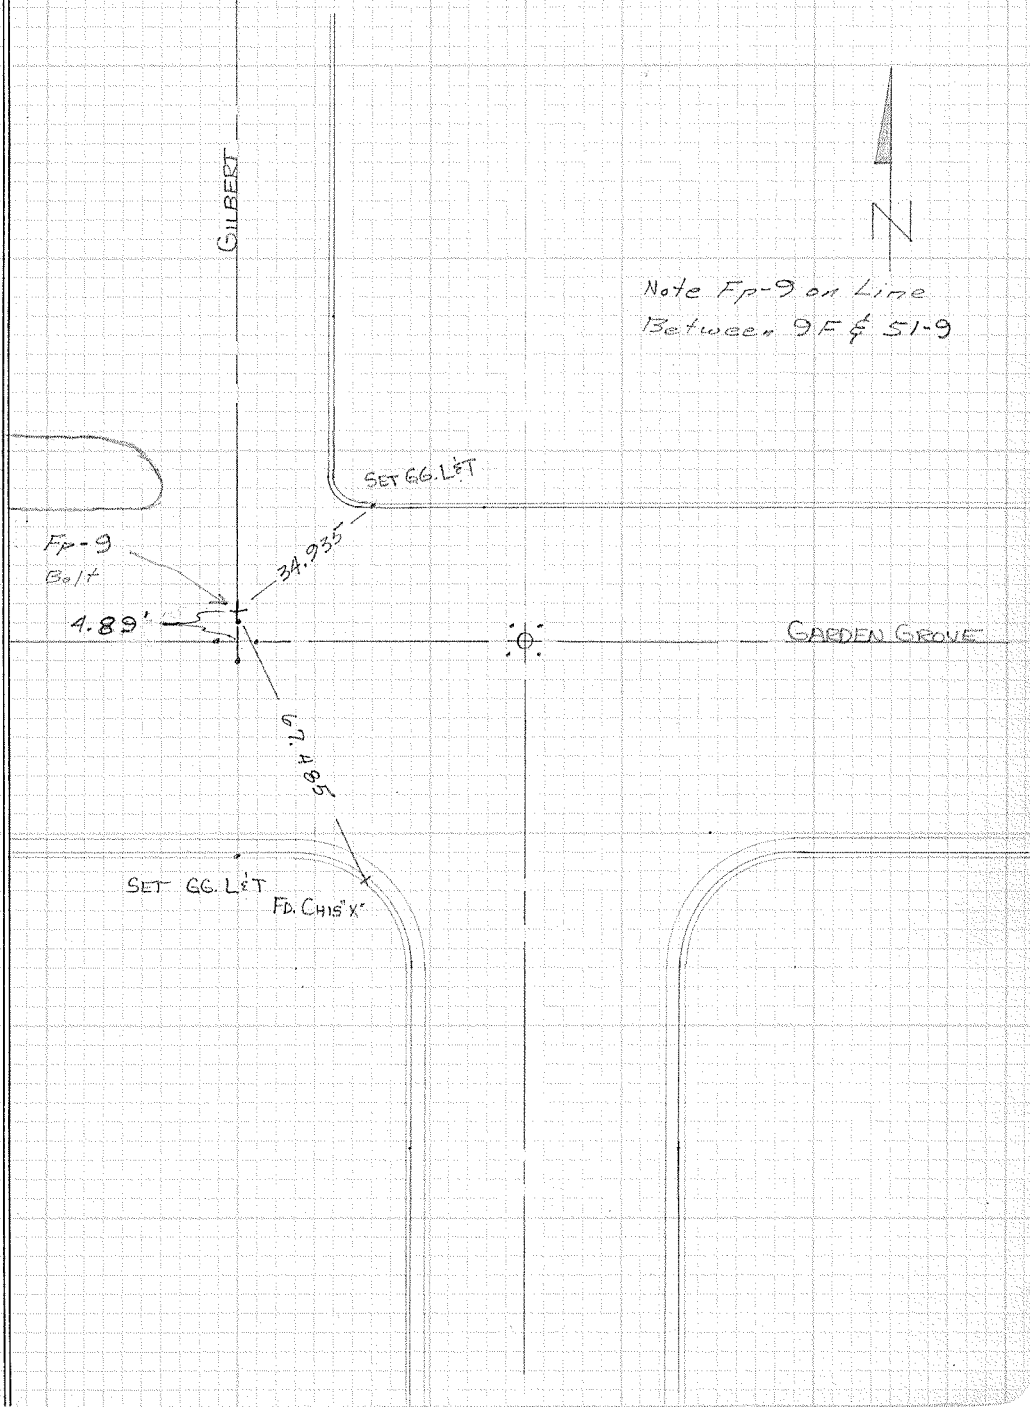 GILBERT
N
Note Fp-9 on Line
Between 9F & S1-9
SET GG. L&T
Fp-9
Bolt
34.935
4.89'
GARDEN GROVE
67.485
SET GG. L&T
FD. CHIS "X"